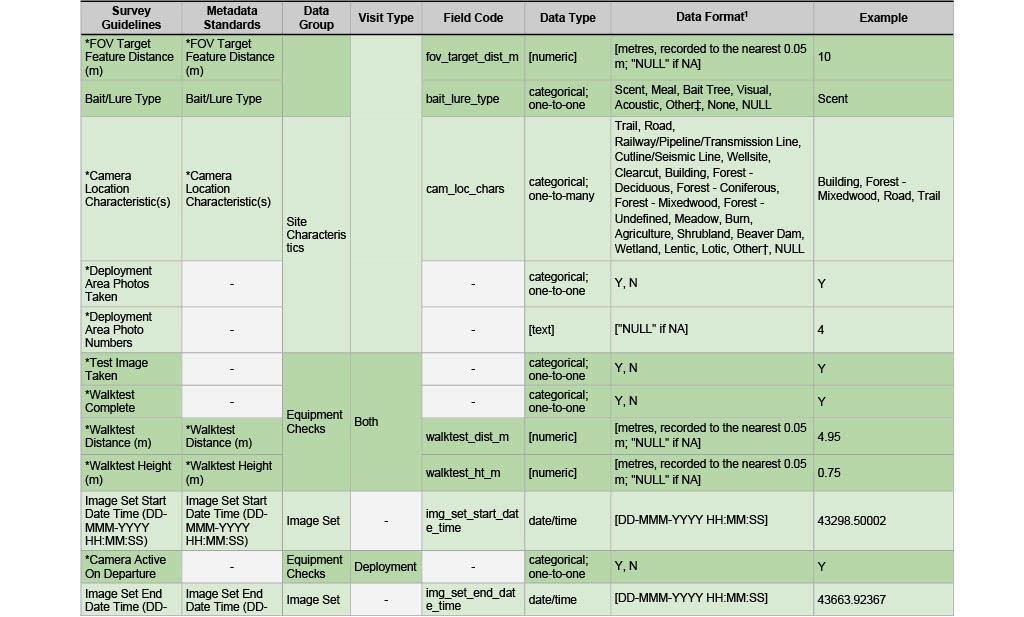 Survey Guidelines
Metadata Standards
Data Group
Visit Type
Field Code
Data Type
Data Format¹
Example
*FOV Target
Feature Distance
(m)
*FOV Target
Feature Distance
(m)
fov_target_dist_m
[numeric]
[metres, recorded to the nearest 0.05
m; "NULL" if NA]
10
Bait/Lure Type
Bait/Lure Type
bait_lure_type
categorical;
one-to-one
Scent, Meal, Bait Tree, Visual,
Acoustic, Other‡, None, NULL
Scent
*Camera
Location
Characteristic(s)
*Camera
Location
Characteristic(s)
Site
Characteris
tics
cam_loc_chars
categorical;
one-to-many
Trail, Road,
Railway/Pipeline/Transmission Line,
Cutline/Seismic Line, Wellsite,
Clearcut, Building, Forest -
Deciduous, Forest - Coniferous,
Forest - Mixedwood, Forest -
Undefined, Meadow, Burn,
Agriculture, Shrubland, Beaver Dam,
Wetland, Lentic, Lotic, Other†, NULL
Building, Forest -
Mixedwood, Road, Trail
*Deployment
Area Photos
Taken
-
-
categorical;
one-to-one
Y, N
Y
*Deployment
Area Photo
Numbers
-
-
[text]
["NULL" if NA]
4
*Test Image
Taken
-
Equipment
Checks
Both
-
categorical;
one-to-one
Y, N
Y
*Walktest
Complete
-
-
categorical;
one-to-one
Y, N
Y
*Walktest
Distance (m)
*Walktest
Distance (m)
walktest_dist_m
[numeric]
[metres, recorded to the nearest 0.05
m; "NULL" if NA]
4.95
*Walktest Height
(m)
*Walktest Height
(m)
walktest_ht_m
[numeric]
[metres, recorded to the nearest 0.05
m; "NULL" if NA]
0.75
Image Set Start
Date Time (DD-
MMM-YYYY
HH:MM:SS)
Image Set Start
Date Time (DD-
MMM-YYYY
HH:MM:SS)
Image Set
-
img_set_start_dat
e_time
date/time
[DD-MMM-YYYY HH:MM:SS]
43298.50002
*Camera Active
On Departure
-
Equipment
Checks
Deployment
-
categorical;
one-to-one
Y, N
Y
Image Set End
Date Time (DD-
Image Set End
Date Time (DD-
Image Set
-
img_set_end_dat
e_time
date/time
[DD-MMM-YYYY HH:MM:SS]
43663.92367